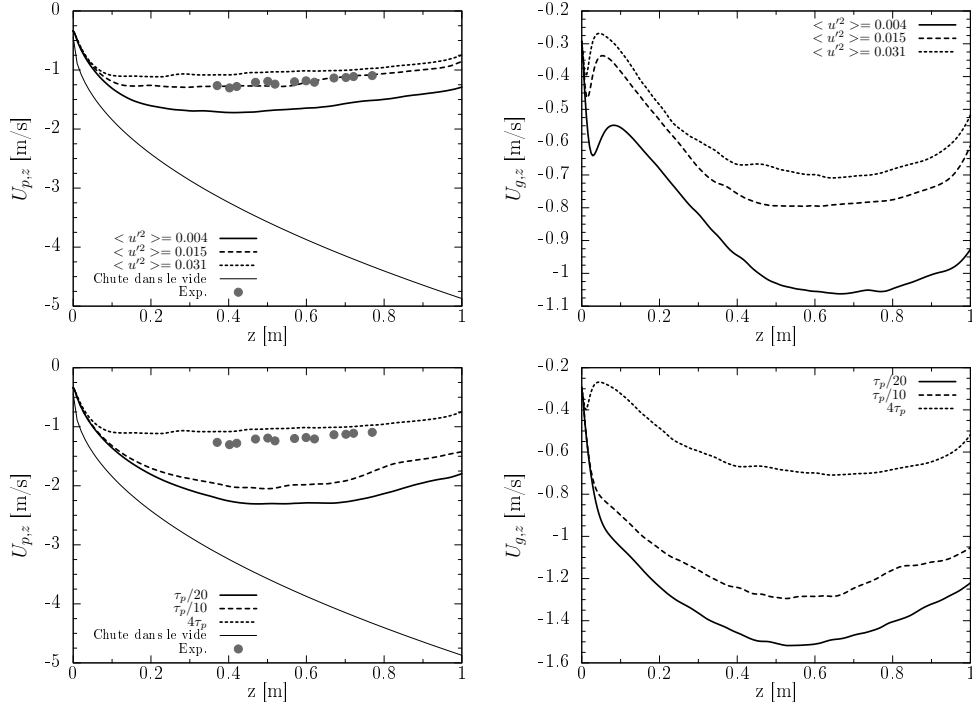 0
-1
-2
-3
-4
-5
U_{p,z} [m/s]
< u'^2 >= 0.004
< u'^2 >= 0.015
< u'^2 >= 0.031
Chute dans le vide
Exp.
0 0.2 0.4 0.6 0.8 1
z [m]
-0.2
-0.3
-0.4
-0.5
-0.6
-0.7
-0.8
-0.9
-1
-1.1
U_{g,z} [m/s]
< u'^2 >= 0.004
< u'^2 >= 0.015
< u'^2 >= 0.031
0 0.2 0.4 0.6 0.8 1
z [m]
0
-1
-2
-3
-4
-5
U_{p,z} [m/s]
τ_p/20
τ_p/10
4τ_p
Chute dans le vide
Exp.
0 0.2 0.4 0.6 0.8 1
z [m]
-0.2
-0.4
-0.6
-0.8
-1
-1.2
-1.4
-1.6
U_{g,z} [m/s]
τ_p/20
τ_p/10
4τ_p
0 0.2 0.4 0.6 0.8 1
z [m]